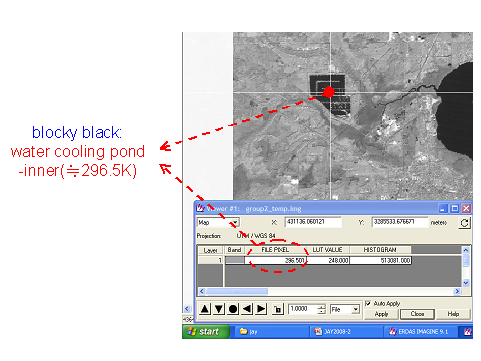 blocky black:
water cooling pond
-inner(≒296.5K)
Viewer #1: group2_temp.img
Map X: 431136.060121 Y: 3285533.676671 meters
Projection: UTM / WGS 84
Layer Band FILE PIXEL LUT VALUE HISTOGRAM
1 296.501 248.000 513081.000
1.0000 File Auto Apply
Apply Close Help
start jay JAY2008-2 ERDAS IMAGINE 9.1